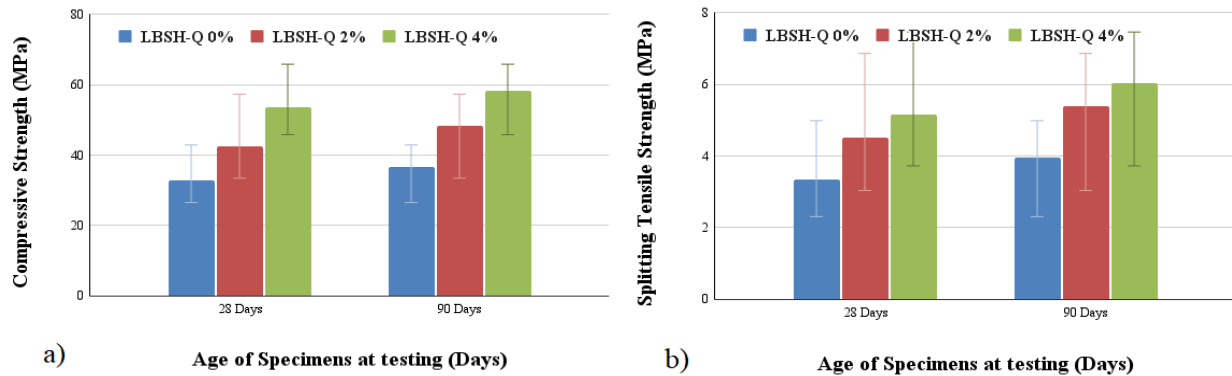 Compressive Strength (MPa)
80
60
40
20
0
LBSH-Q 0% LBSH-Q 2% LBSH-Q 4%
28 Days 90 Days
a) Age of Specimens at testing (Days)
Splitting Tensile Strength (MPa)
8
6
4
2
0
LBSH-Q 0% LBSH-Q 2% LBSH-Q 4%
28 Days 90 Days
b) Age of Specimens at testing (Days)